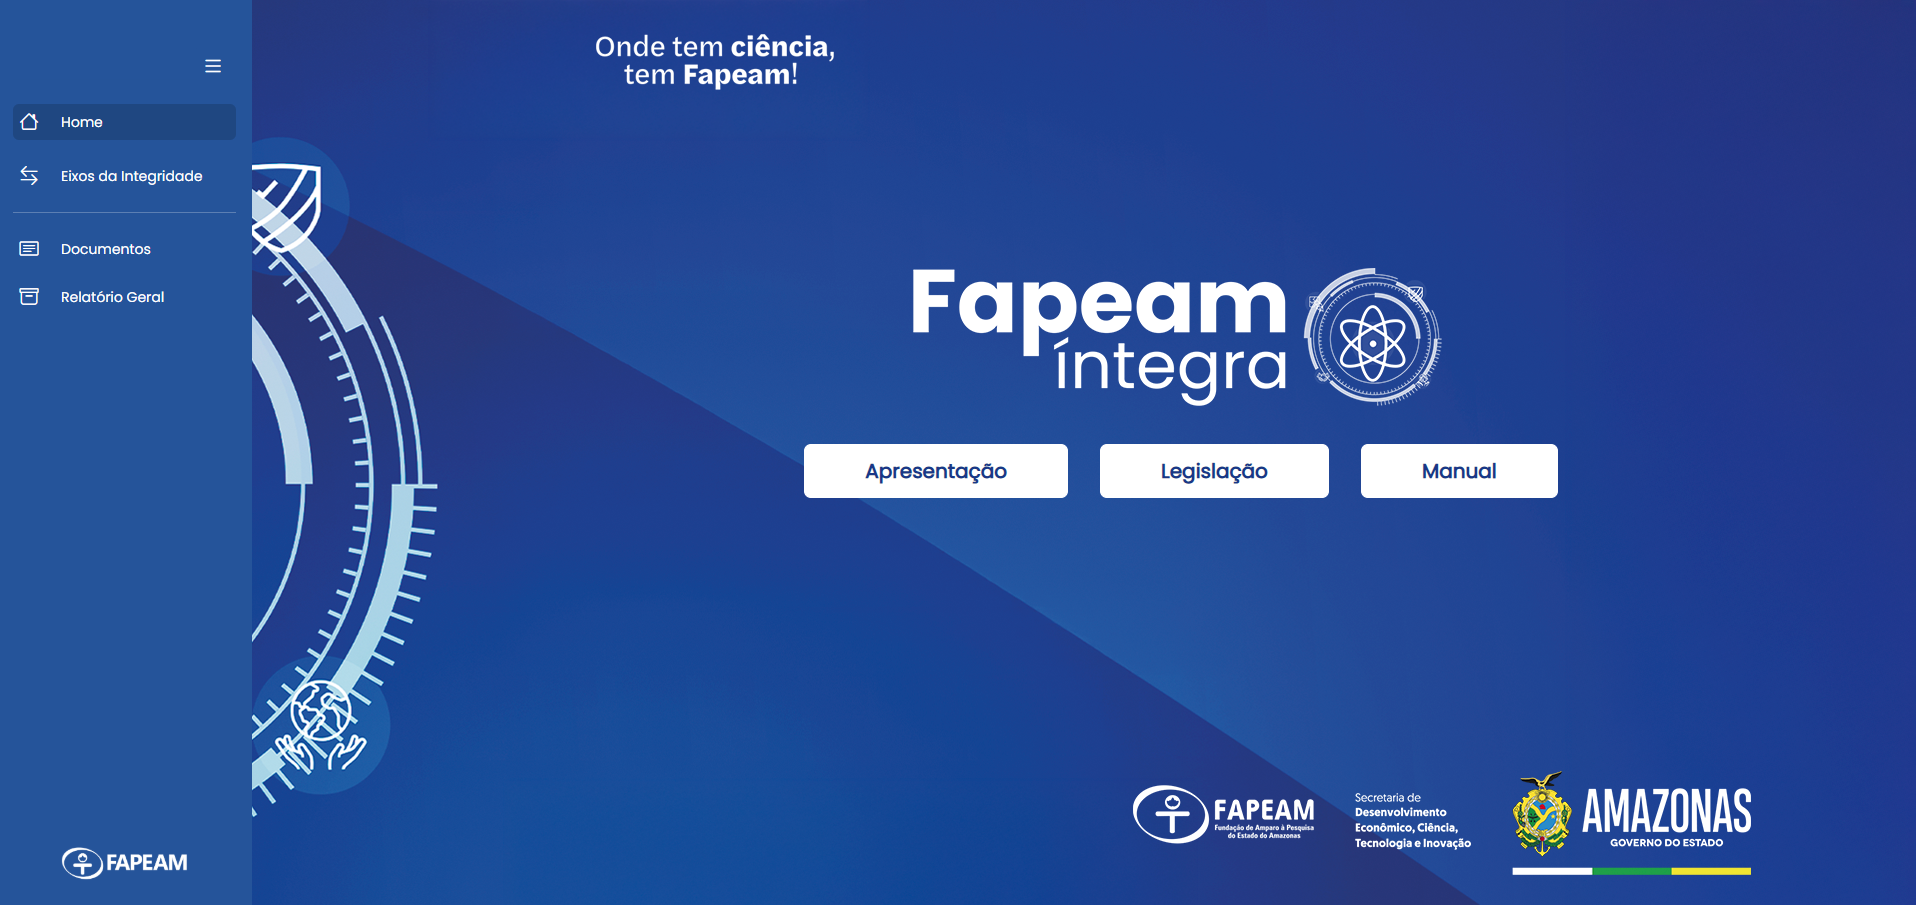 Onde tem ciência,
tem Fapeam!
Home
Eixos da Integridade
Documentos
Relatório Geral
Fapeam
íntegra
Apresentação
Legislação
Manual
FAPEAM
Fundação de Amparo à Pesquisa
do Estado do Amazonas
Secretaria de
Desenvolvimento
Econômico, Ciência,
Tecnologia e Inovação
AMAZONAS
GOVERNO DO ESTADO
FAPEAM